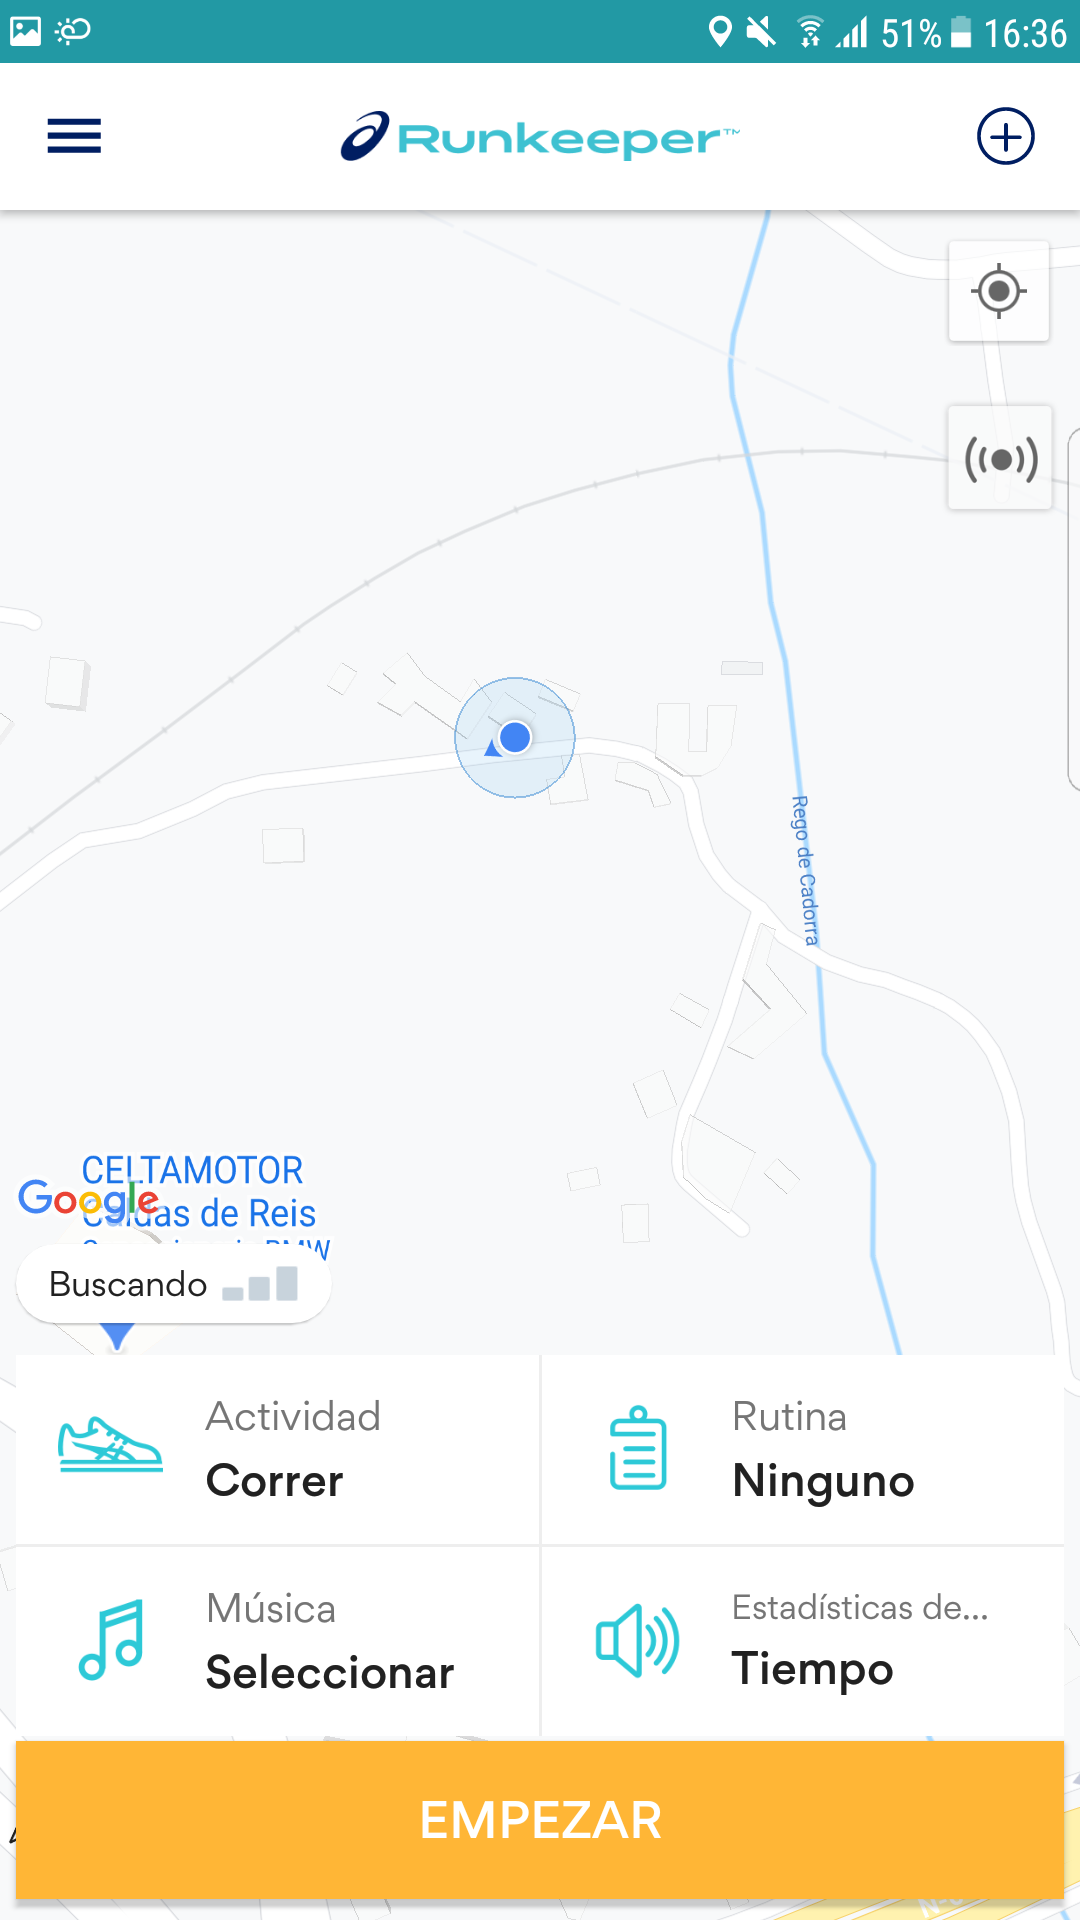 51% 16:36
Runkeeper™
Rego de Cadorra
CELTAMOTOR
Google
Caldas de Reis
BMW
Buscando
Actividad
Correr
Rutina
Ninguno
Música
Seleccionar
Estadísticas de...
Tiempo
EMPEZAR